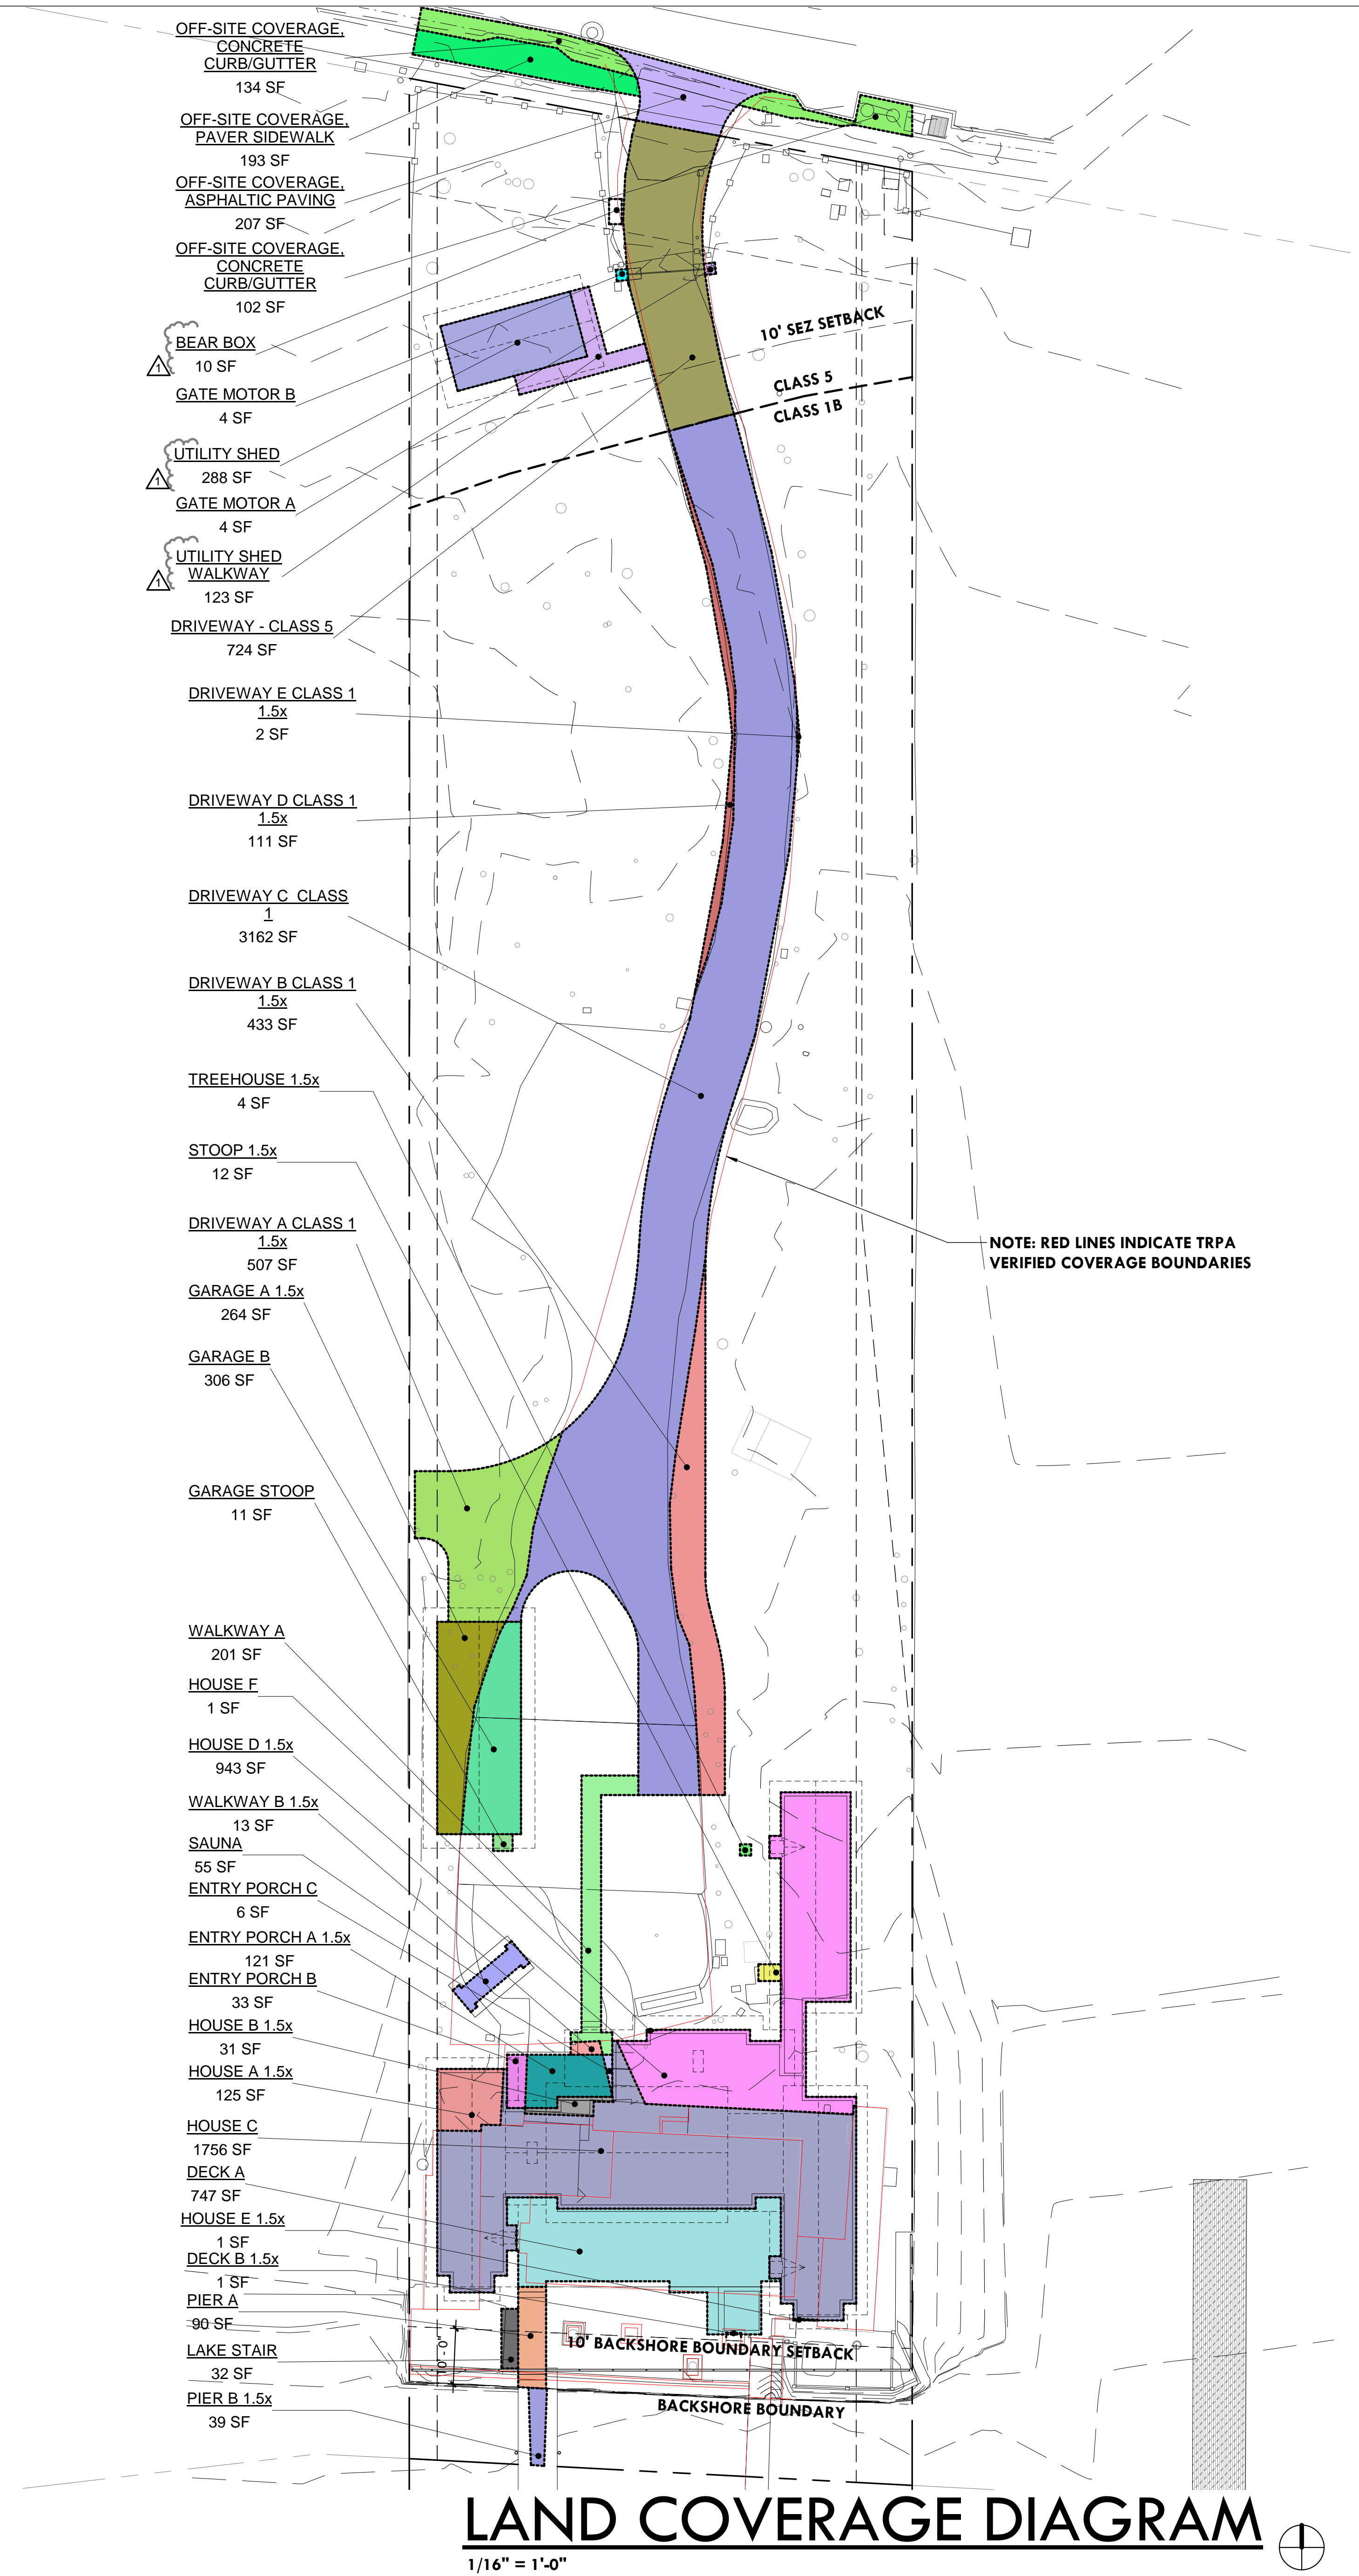 OFF-SITE COVERAGE,
CONCRETE
CURB/GUTTER
134 SF
OFF-SITE COVERAGE,
PAVER SIDEWALK
193 SF
OFF-SITE COVERAGE,
ASPHALTIC PAVING
207 SF
OFF-SITE COVERAGE,
CONCRETE
CURB/GUTTER
102 SF
BEAR BOX
1
10 SF
GATE MOTOR B
4 SF
UTILITY SHED
1
288 SF
GATE MOTOR A
4 SF
UTILITY SHED
WALKWAY
1
123 SF
DRIVEWAY - CLASS 5
724 SF
10' SEZ SETBACK
CLASS 5
CLASS 1B
DRIVEWAY E CLASS 1
1.5x
2 SF
DRIVEWAY D CLASS 1
1.5x
111 SF
DRIVEWAY C CLASS
1
3162 SF
DRIVEWAY B CLASS 1
1.5x
433 SF
TREEHOUSE 1.5x
4 SF
STOOP 1.5x
12 SF
DRIVEWAY A CLASS 1
1.5x
507 SF
NOTE: RED LINES INDICATE TRPA
VERIFIED COVERAGE BOUNDARIES
GARAGE A 1.5x
264 SF
GARAGE B
306 SF
GARAGE STOOP
11 SF
WALKWAY A
201 SF
HOUSE F
1 SF
HOUSE D 1.5x
943 SF
WALKWAY B 1.5x
13 SF
SAUNA
55 SF
ENTRY PORCH C
6 SF
ENTRY PORCH A 1.5x
121 SF
ENTRY PORCH B
33 SF
HOUSE B 1.5x
31 SF
HOUSE A 1.5x
125 SF
HOUSE C
1756 SF
DECK A
747 SF
HOUSE E 1.5x
1 SF
DECK B 1.5x
1 SF
PIER A
90 SF
LAKE STAIR
32 SF
PIER B 1.5x
39 SF
10' - 0"
10' BACKSHORE BOUNDARY SETBACK
BACKSHORE BOUNDARY
LAND COVERAGE DIAGRAM
1/16" = 1'-0"